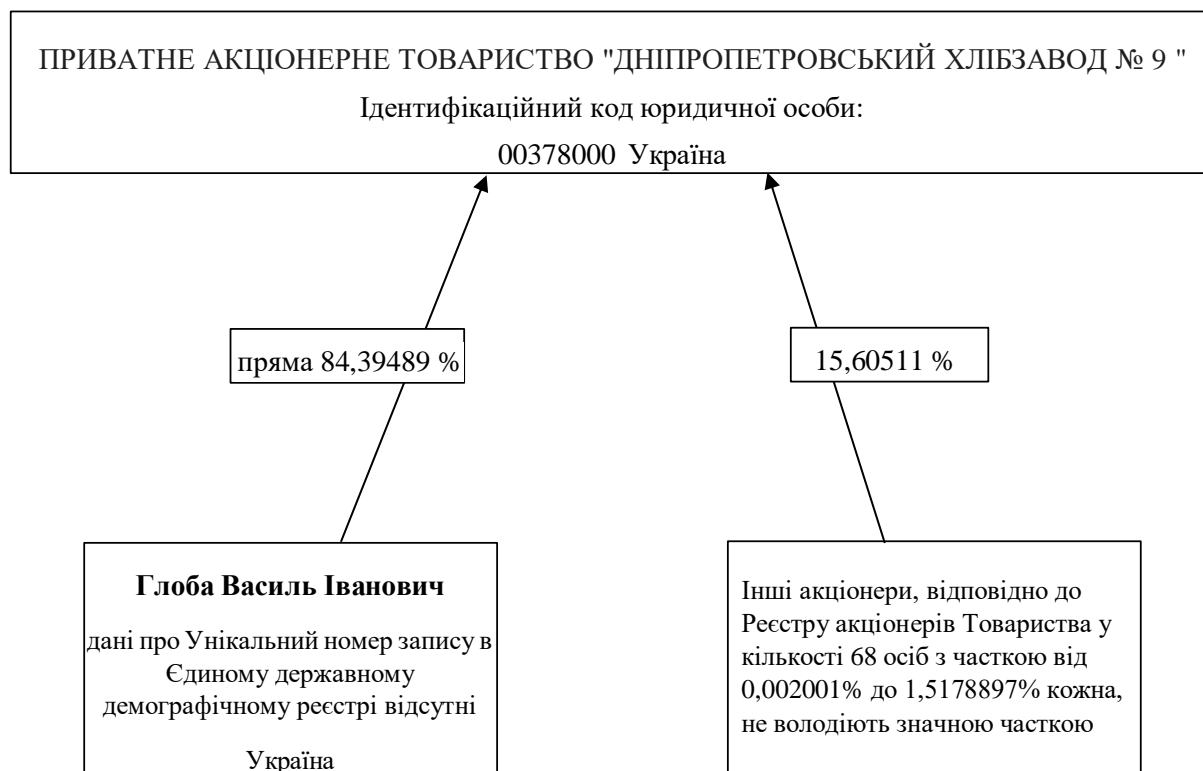 ПРИВАТНЕ АКЦІОНЕРНЕ ТОВАРИСТВО "ДНІПРОПЕТРОВСЬКИЙ ХЛІБЗАВОД № 9 "
Ідентифікаційний код юридичної особи:
00378000 Україна
пряма 84,39489 %
15,60511 %
Глоба Василь Іванович
дані про Унікальний номер запису в
Єдиному державному
демографічному реєстрі відсутні
Україна
Інші акціонери, відповідно до
Реєстру акціонерів Товариства у
кількості 68 осіб з часткою від
0,002001% до 1,5178897% кожна,
не володіють значною часткою